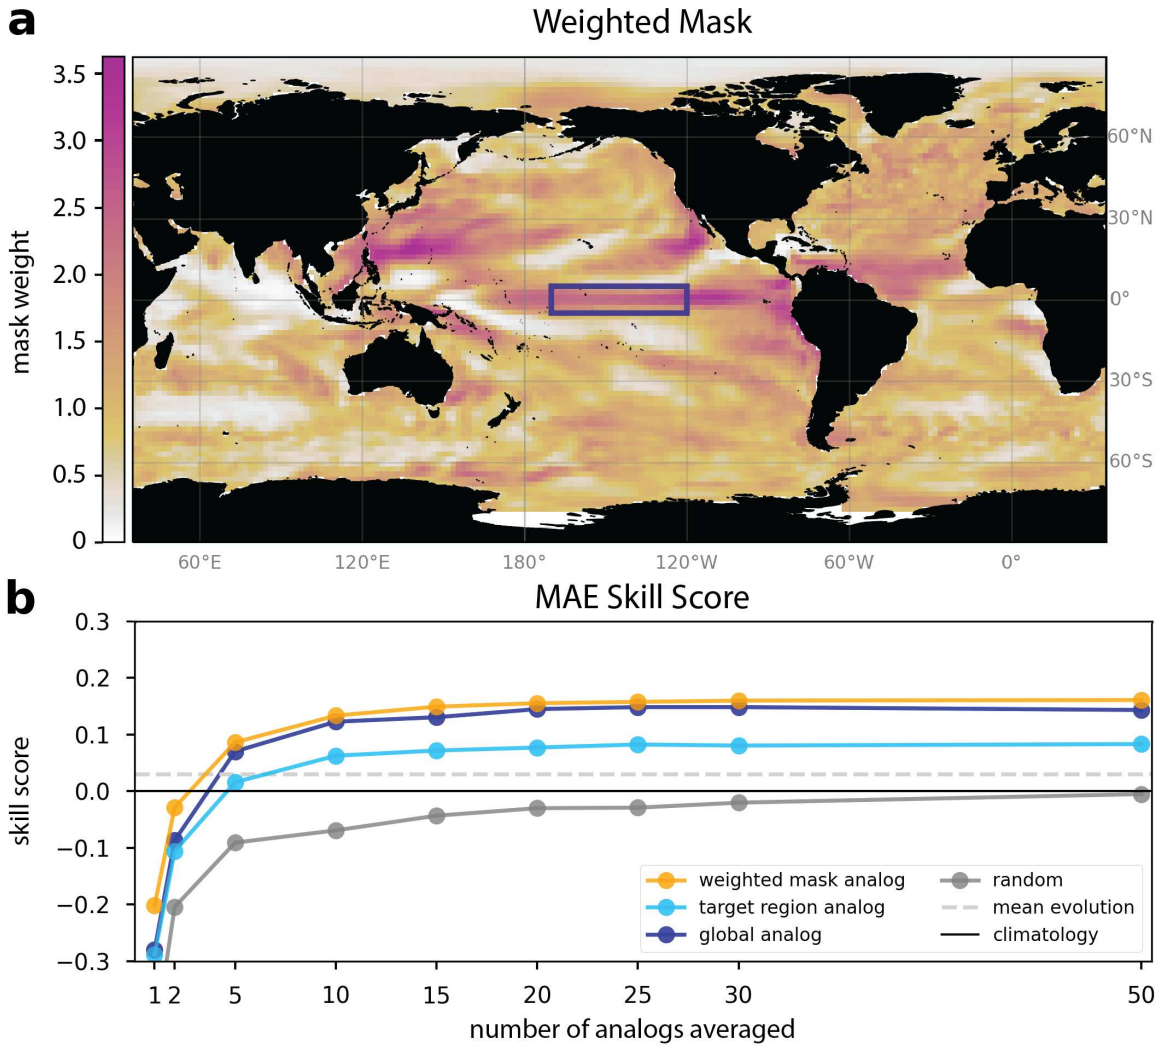 a
Weighted Mask
mask weight
3.5
3.0
2.5
2.0
1.5
1.0
0.5
0
60°N
30°N
0°
30°S
60°S
60°E 120°E 180° 120°W 60°W 0°
b
MAE Skill Score
skill score
0.3
0.2
0.1
0.0
−0.1
−0.2
−0.3
weighted mask analog
target region analog
global analog
random
mean evolution
climatology
1 2 5 10 15 20 25 30 50
number of analogs averaged